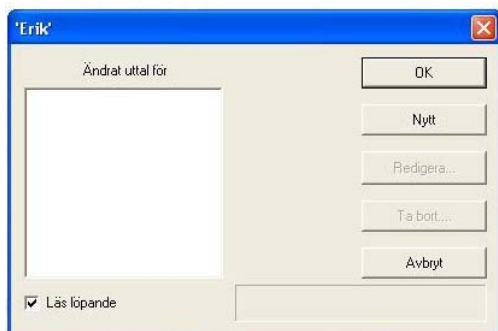 'Erik'
Ändrat uttal för
OK
Nytt
Redigera...
Ta bort....
Avbryt
Läs löpande